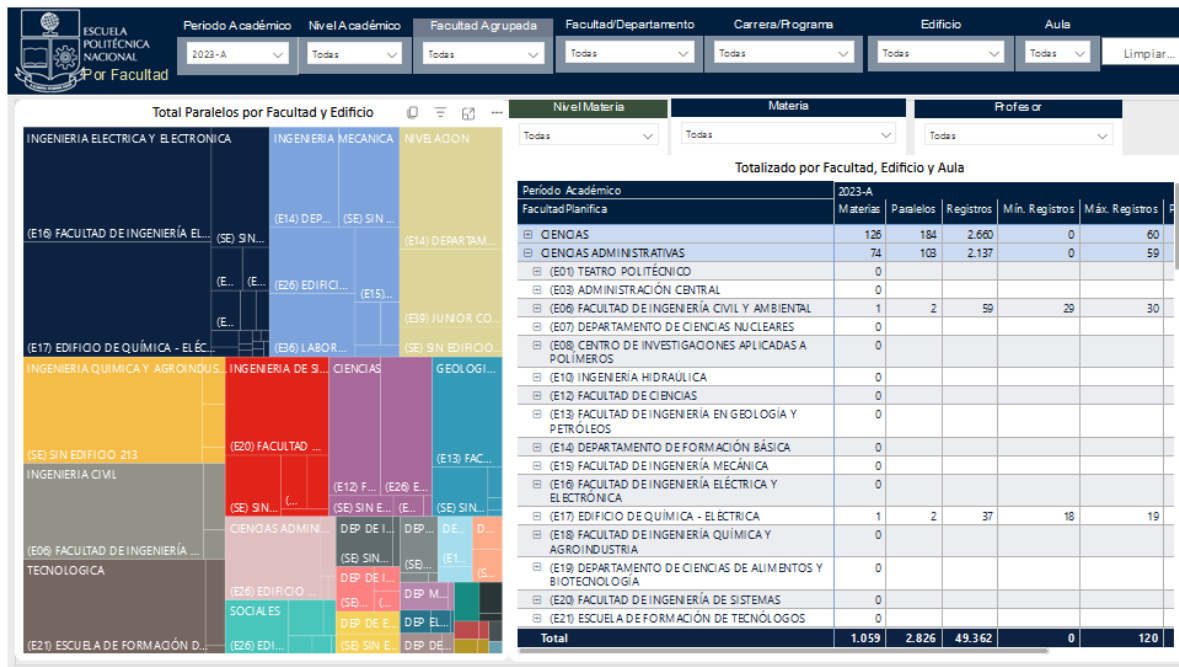 ESCUELA
POLITÉCNICA
NACIONAL
Por Facultad
Periodo Académico
Nivel Académico
Facultad Agrupada
Facultad/Departamento
Carrera/Programa
Edificio
Aula
2023-A
Todas
Todas
Todas
Todas
Todas
Todas
Limpiar...
Total Paralelos por Facultad y Edificio
Nivel Materia
Materia
Profesor
Todas
Todas
Todas
INGENIERIA ELECTRICA Y ELECTRONICA
(E16) FACULTAD DE INGENIERÍA EL...
(SE) SIN...
(E...
(E...
(E...
(E17) EDIFICIO DE QUÍMICA - ELÉC...
INGENIERIA MECANICA
(E14) DEP...
(SE) SIN ...
(E26) EDIFICI...
(E15)...
(E36) LABOR...
NIVELACION
(E14) DEPARTAM...
(E39) JUNIOR CO...
(SE) SIN EDIFICIO...
INGENIERIA QUIMICA Y AGROINDUS...
(SE) SIN EDIFICIO 213
INGENIERIA DE SI...
(E20) FACULTAD ...
(SE) SIN...
(...
CIENCIAS
(E12) F...
(E26) E...
(SE) SIN E...
(E...
GEOLOGI...
(E13) FAC...
(SE) SIN...
INGENIERIA CIVIL
(E06) FACULTAD DE INGENIERÍA ...
TECNOLOGICA
(E21) ESCUELA DE FORMACIÓN D...
CIENCIAS ADMINI...
(E26) EDIFICIO ...
SOCIALES
(E26) EDI...
DEP DE I...
(SE) SIN...
DEP DE I...
(SE)...
(...
DEP DE E...
(SE) SIN E...
DEP...
(SE)...
DEP M...
DEP EL...
DEP DE...
DE...
(E1...
D...
(S...
Totalizado por Facultad, Edificio y Aula
Período Académico 2023-A
FacultadPlanifica Materias Paralelos Registros Mín. Registros Máx. Registros P
CIENCIAS 126 184 2.660 0 60
CIENCIAS ADMINISTRATIVAS 74 103 2.137 0 59
(E01) TEATRO POLITÉCNICO 0
(E03) ADMINISTRACIÓN CENTRAL 0
(E06) FACULTAD DE INGENIERÍA CIVIL Y AMBIENTAL 1 2 59 29 30
(E07) DEPARTAMENTO DE CIENCIAS NUCLEARES 0
(E08) CENTRO DE INVESTIGACIONES APLICADAS A 0
POLÍMEROS
(E10) INGENIERÍA HIDRAÚLICA 0
(E12) FACULTAD DE CIENCIAS 0
(E13) FACULTAD DE INGENIERÍA EN GEOLOGÍA Y 0
PETRÓLEOS
(E14) DEPARTAMENTO DE FORMACIÓN BÁSICA 0
(E15) FACULTAD DE INGENIERÍA MECÁNICA 0
(E16) FACULTAD DE INGENIERÍA ELÉCTRICA Y 0
ELECTRÓNICA
(E17) EDIFICIO DE QUÍMICA - ELÉCTRICA 1 2 37 18 19
(E18) FACULTAD DE INGENIERÍA QUÍMICA Y 0
AGROINDUSTRIA
(E19) DEPARTAMENTO DE CIENCIAS DE ALIMENTOS Y 0
BIOTECNOLOGÍA
(E20) FACULTAD DE INGENIERÍA DE SISTEMAS 0
(E21) ESCUELA DE FORMACIÓN DE TECNÓLOGOS 0
Total 1.059 2.826 49.362 0 120